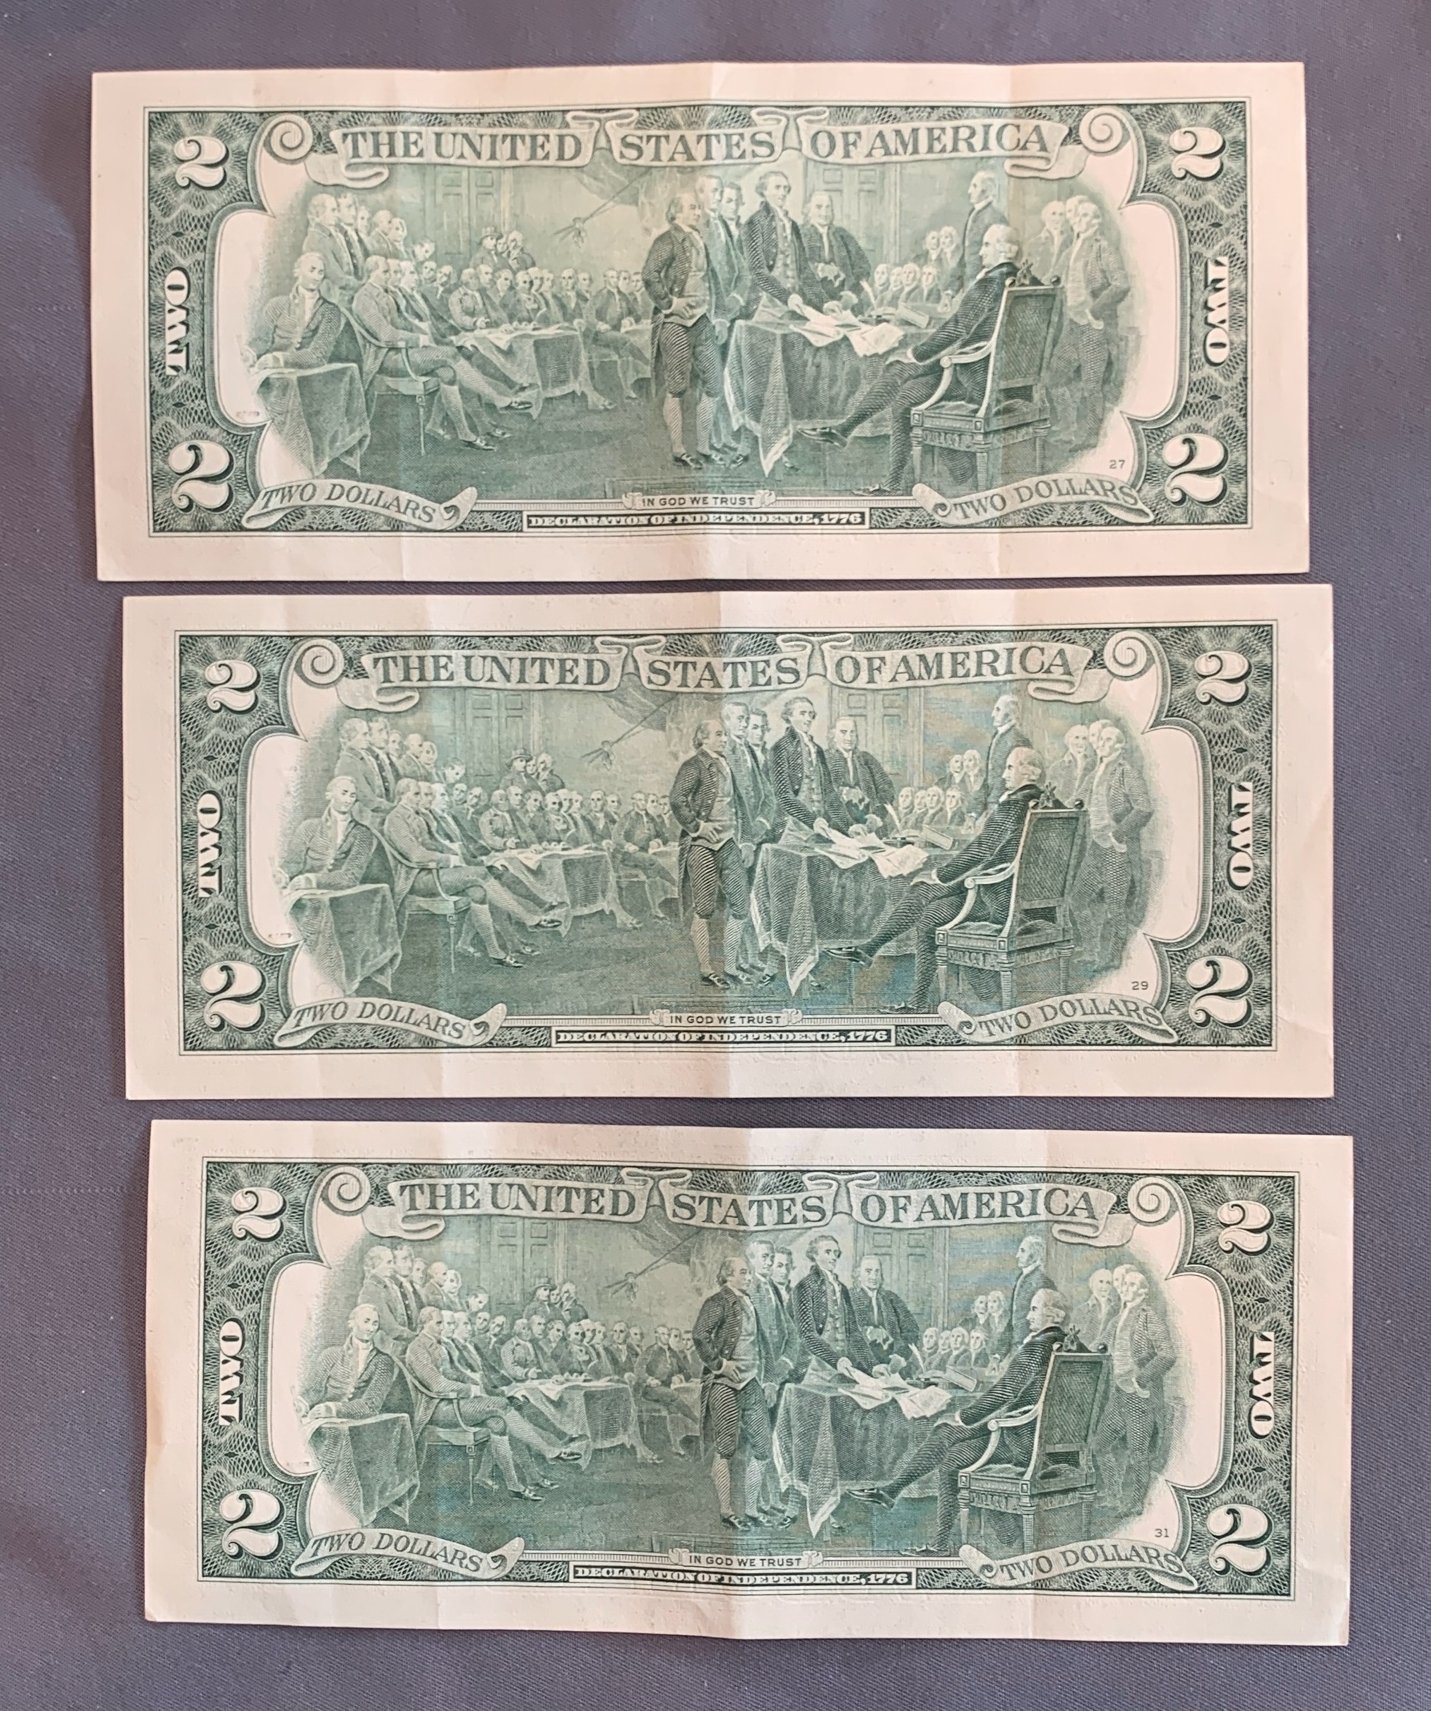 2 THE UNITED STATES OF AMERICA 2
TWO TWO
27
2 TWO DOLLARS IN GOD WE TRUST TWO DOLLARS 2
DECLARATION OF INDEPENDENCE, 1776
2 THE UNITED STATES OF AMERICA 2
TWO TWO
29
2 TWO DOLLARS IN GOD WE TRUST TWO DOLLARS 2
DECLARATION OF INDEPENDENCE, 1776
2 THE UNITED STATES OF AMERICA 2
TWO TWO
31
2 TWO DOLLARS IN GOD WE TRUST TWO DOLLARS 2
DECLARATION OF INDEPENDENCE, 1776